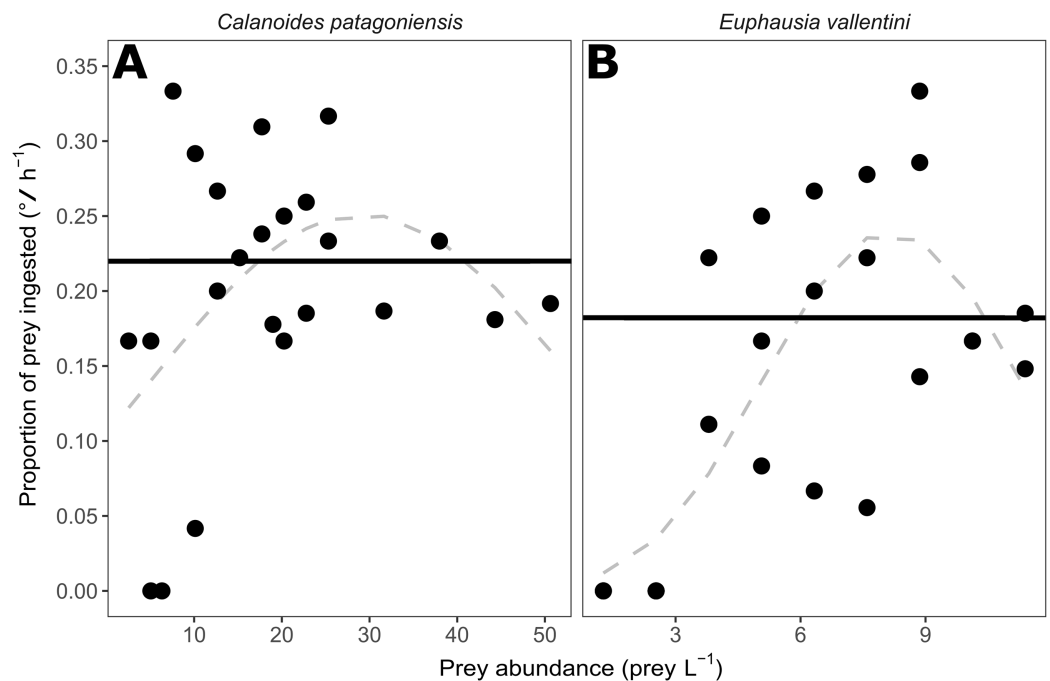 Calanoides patagoniensis
Euphausia vallentini
A
B
Proportion of prey ingested (°/ h⁻¹)
0.35
0.30
0.25
0.20
0.15
0.10
0.05
0.00
10 20 30 40 50
3 6 9
Prey abundance (prey L⁻¹)